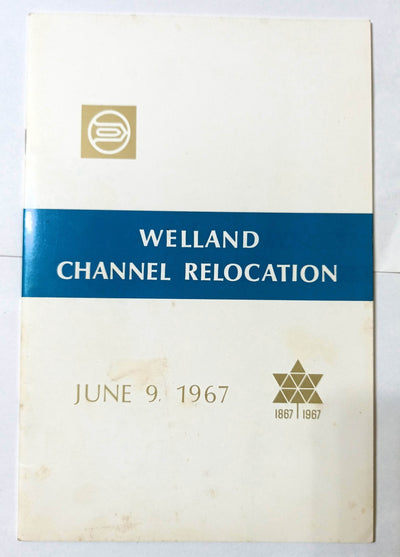 WELLAND
CHANNEL RELOCATION
JUNE 9, 1967
1867 1967